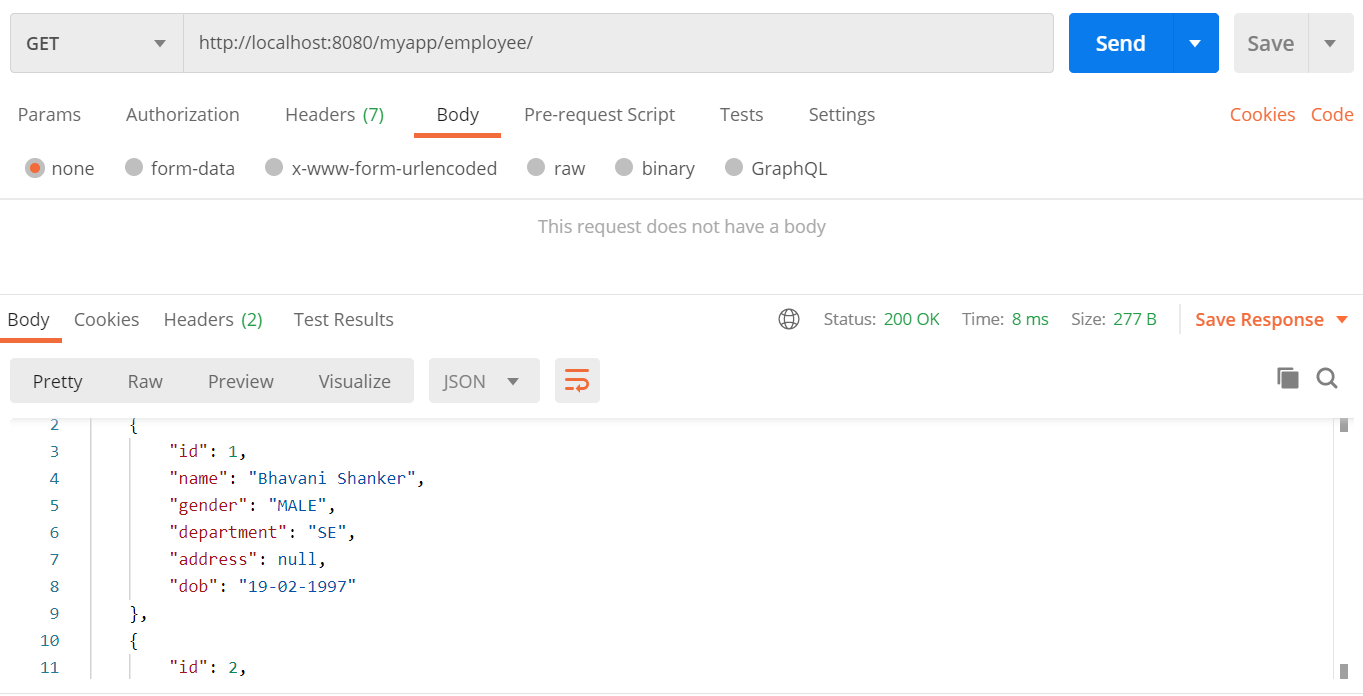 GET http://localhost:8080/myapp/employee/ Send Save
Params Authorization Headers (7) Body Pre-request Script Tests Settings Cookies Code
none form-data x-www-form-urlencoded raw binary GraphQL
This request does not have a body
Body Cookies Headers (2) Test Results Status: 200 OK Time: 8 ms Size: 277 B Save Response
Pretty Raw Preview Visualize JSON
2 {
3 "id": 1,
4 "name": "Bhavani Shanker",
5 "gender": "MALE",
6 "department": "SE",
7 "address": null,
8 "dob": "19-02-1997"
9 },
10 {
11 "id": 2,